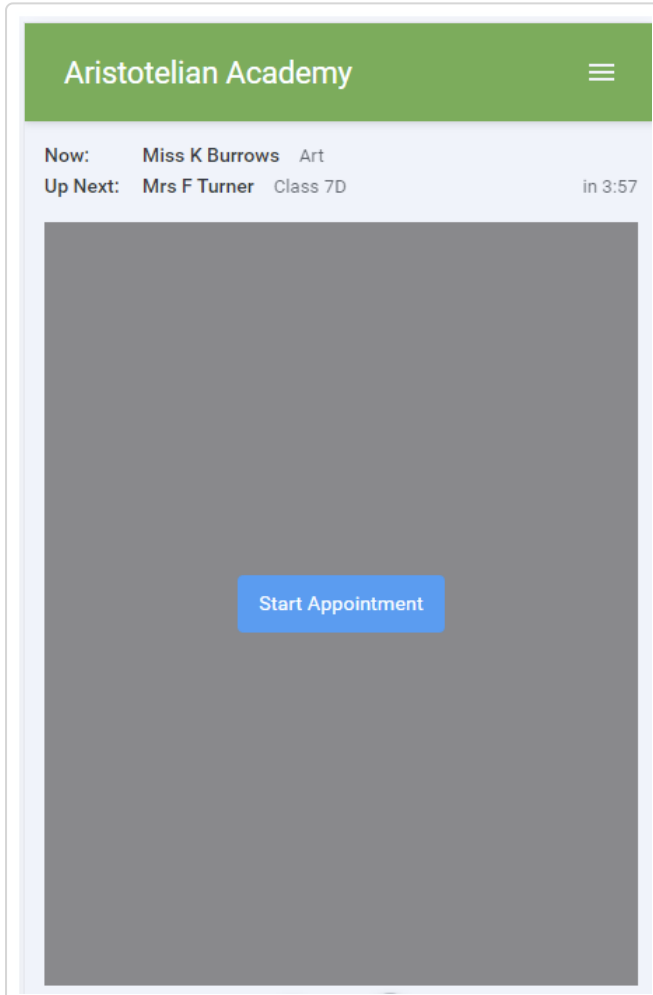 Aristotelian Academy
Now: Miss K Burrows Art
Up Next: Mrs F Turner Class 7D in 3:57
Start Appointment